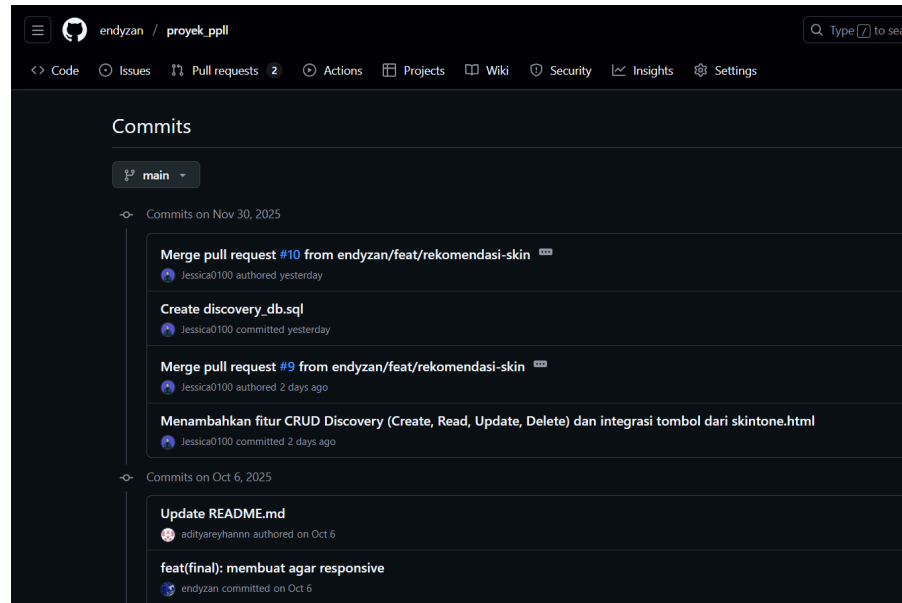 endyzan / proyek_ppll
Type / to sea
Code Issues Pull requests 2 Actions Projects Wiki Security Insights Settings
Commits
main
Commits on Nov 30, 2025
Merge pull request #10 from endyzan/feat/rekomendasi-skin
Jessica0100 authored yesterday
Create discovery_db.sql
Jessica0100 committed yesterday
Merge pull request #9 from endyzan/feat/rekomendasi-skin
Jessica0100 authored 2 days ago
Menambahkan fitur CRUD Discovery (Create, Read, Update, Delete) dan integrasi tombol dari skintone.html
Jessica0100 committed 2 days ago
Commits on Oct 6, 2025
Update README.md
adityareyhannn authored on Oct 6
feat(final): membuat agar responsive
endyzan committed on Oct 6